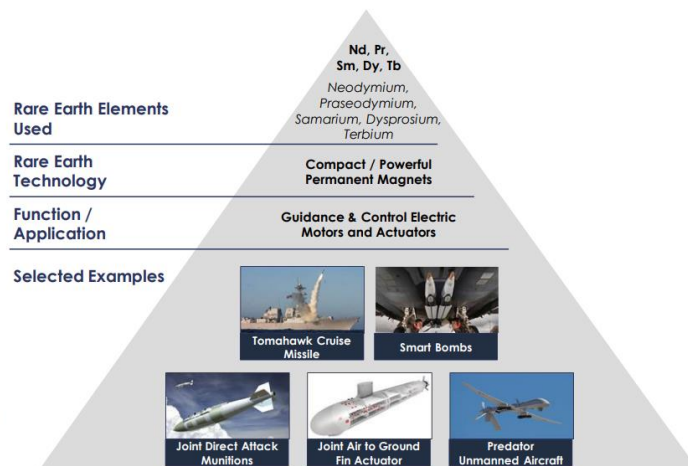 Nd, Pr,
Sm, Dy, Tb
Neodymium,
Praseodymium,
Samarium, Dysprosium,
Terbium
Rare Earth Elements
Used
Rare Earth
Technology
Compact / Powerful
Permanent Magnets
Function /
Application
Guidance & Control Electric
Motors and Actuators
Selected Examples
Tomahawk Cruise
Missile
Smart Bombs
Joint Direct Attack
Munitions
Joint Air to Ground
Fin Actuator
Predator
Unmanned Aircraft